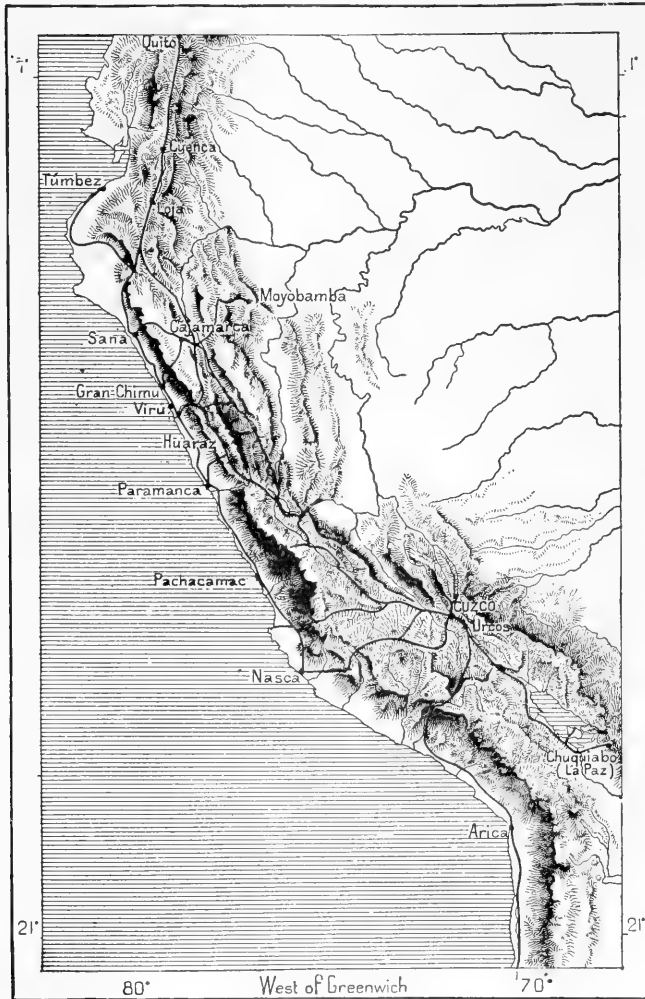 Quito
1° 1°
Cuenca
Túmbez
Loja
Moyobamba
Cajamarca
Saña
Gran Chimu
Viru
Huaraz
Paramanca
Pachacamac
CUZCO
Urcos
Nasca
Chuquiabo
(La Paz)
Arica
21° 21°
80° West of Greenwich 70°